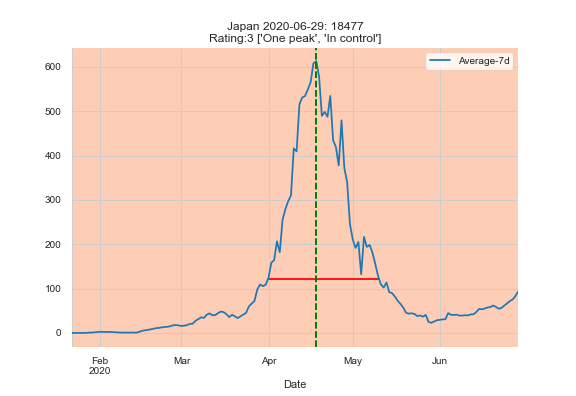 Japan 2020-06-29: 18477
Rating:3 ['One peak', 'In control']
Average-7d
600
500
400
300
200
100
0
Feb
2020
Mar
Apr
May
Jun
Date